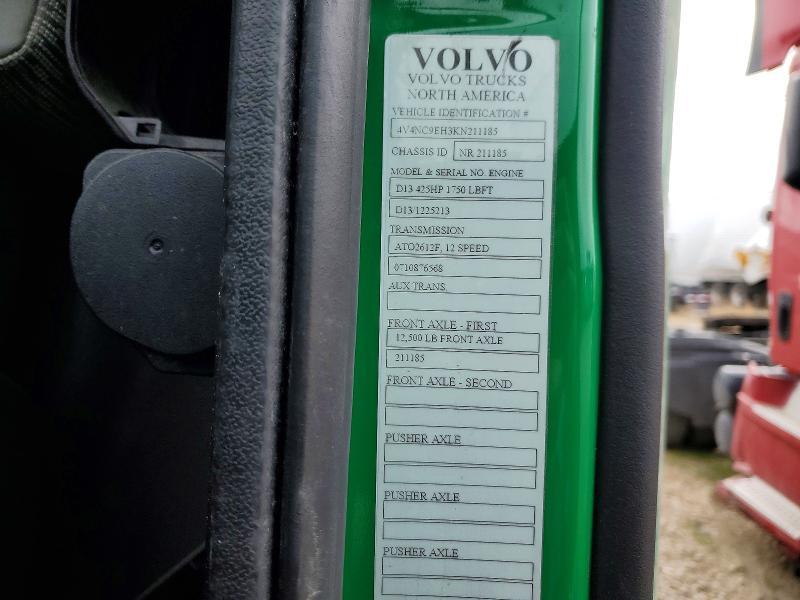 VOLVO
VOLVO TRUCKS
NORTH AMERICA
VEHICLE IDENTIFICATION #
4V4NC9EH3KN211185
CHASSIS ID NR 211185
MODEL & SERIAL NO. ENGINE
D13 425HP 1750 LBFT
D13/1225213
TRANSMISSION
ATO2612F, 12 SPEED
0710876568
AUX TRANS.
FRONT AXLE - FIRST
12,500 LB FRONT AXLE
211185
FRONT AXLE - SECOND
PUSHER AXLE
PUSHER AXLE
PUSHER AXLE